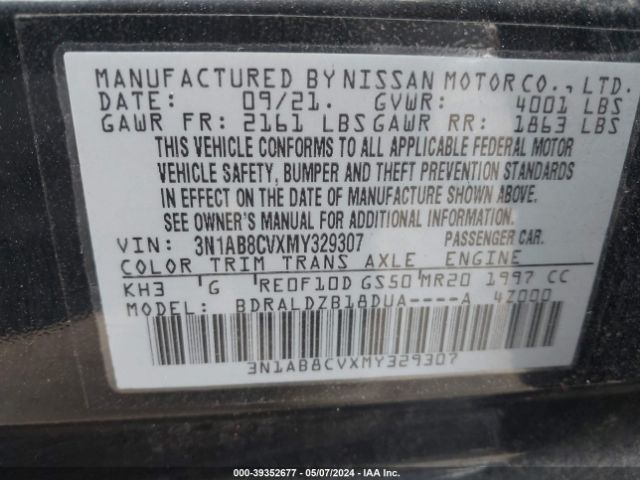 MANUFACTURED BY NISSAN MOTOR CO., LTD.
DATE: 09/21. GVWR: 4001 LBS
GAWR FR: 2161 LBS GAWR RR: 1863 LBS
THIS VEHICLE CONFORMS TO ALL APPLICABLE FEDERAL MOTOR
VEHICLE SAFETY, BUMPER AND THEFT PREVENTION STANDARDS
IN EFFECT ON THE DATE OF MANUFACTURE SHOWN ABOVE.
SEE OWNER'S MANUAL FOR ADDITIONAL INFORMATION.
VIN: 3N1AB8CVXMY329307 PASSENGER CAR.
COLOR TRIM TRANS AXLE ENGINE
KH3 G RE0F10D GS50 MR20 1997 CC
MODEL: BDRALDZB18DUA----A 4Z000
3N1AB8CVXMY329307
000-39352677 - 05/07/2024 - IAA Inc.